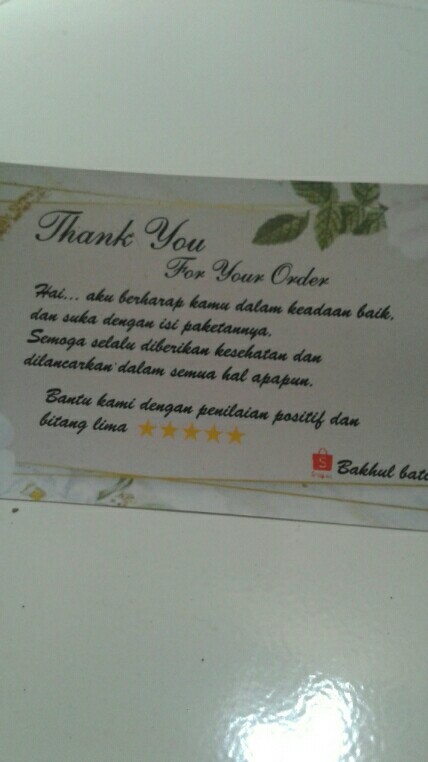 Thank You
For Your Order
Hai... aku berharap kamu dalam keadaan baik,
dan suka dengan isi paketannya.
Semoga selalu diberikan kesehatan dan
dilancarkan dalam semua hal apapun.
Bantu kami dengan penilaian positif dan
bitang lima
S
Bakhul